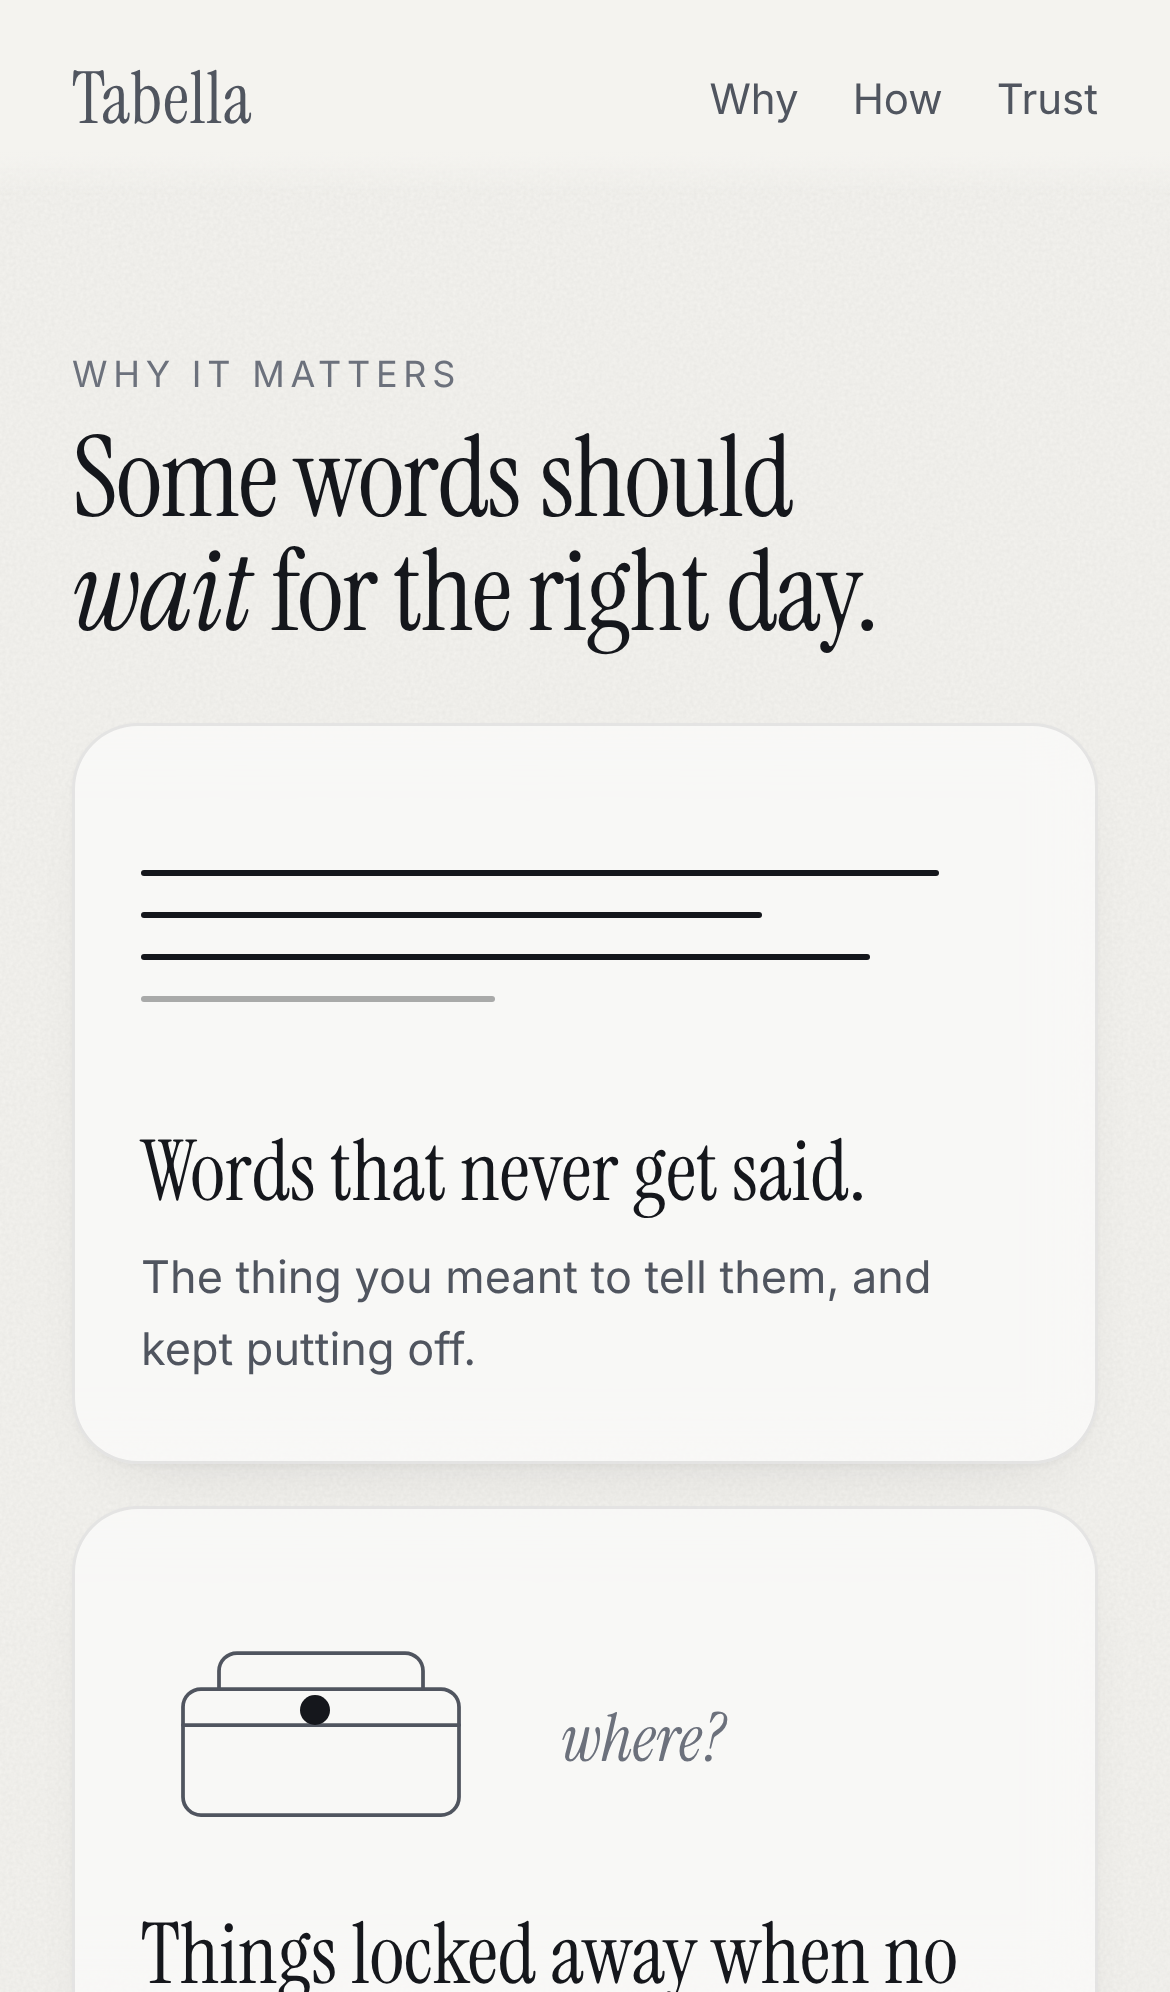 Tabella
Why How Trust
WHY IT MATTERS
Some words should
wait for the right day.
Words that never get said.
The thing you meant to tell them, and
kept putting off.
where?
Things locked away when no